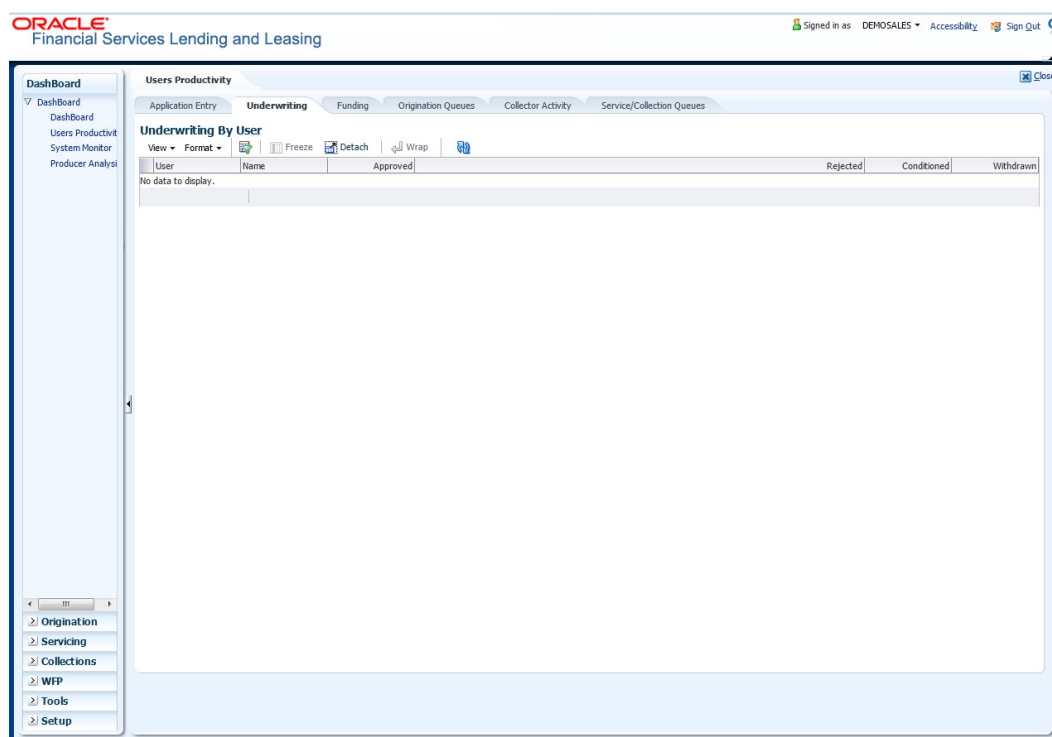 ORACLE
Financial Services Lending and Leasing
Signed in as DEMOSALES Accessibility Sign Out
DashBoard
DashBoard
DashBoard
Users Productivit
System Monitor
Producer Analysi
Origination
Servicing
Collections
WFP
Tools
Setup
Users Productivity
Close
Application Entry Underwriting Funding Origination Queues Collector Activity Service/Collection Queues
Underwriting By User
View Format Freeze Detach Wrap
User Name Approved Rejected Conditioned Withdrawn
No data to display.